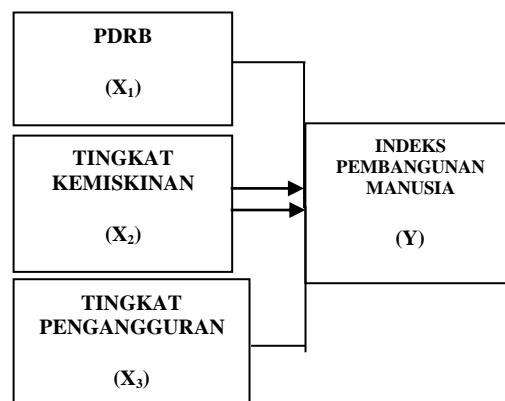 PDRB
(X₁)
TINGKAT
KEMISKINAN
(X₂)
TINGKAT
PENGANGGURAN
(X₃)
INDEKS
PEMBANGUNAN
MANUSIA
(Y)